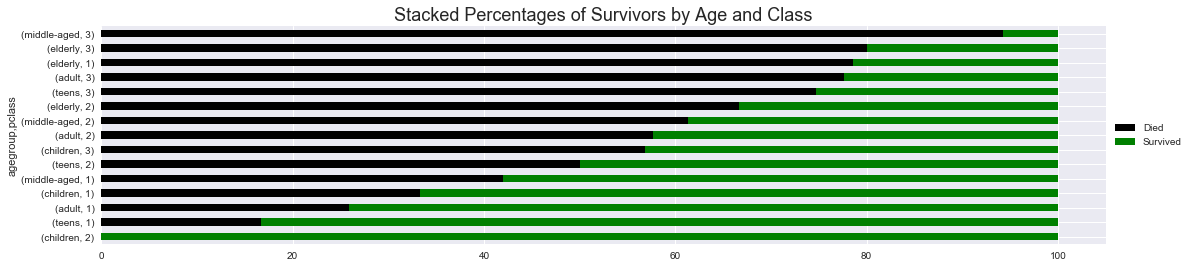 Stacked Percentages of Survivors by Age and Class
agegroup,pclass
(middle-aged, 3)
(elderly, 3)
(elderly, 1)
(adult, 3)
(teens, 3)
(elderly, 2)
(middle-aged, 2)
(adult, 2)
(children, 3)
(teens, 2)
(middle-aged, 1)
(children, 1)
(adult, 1)
(teens, 1)
(children, 2)
0 20 40 60 80 100
Died
Survived